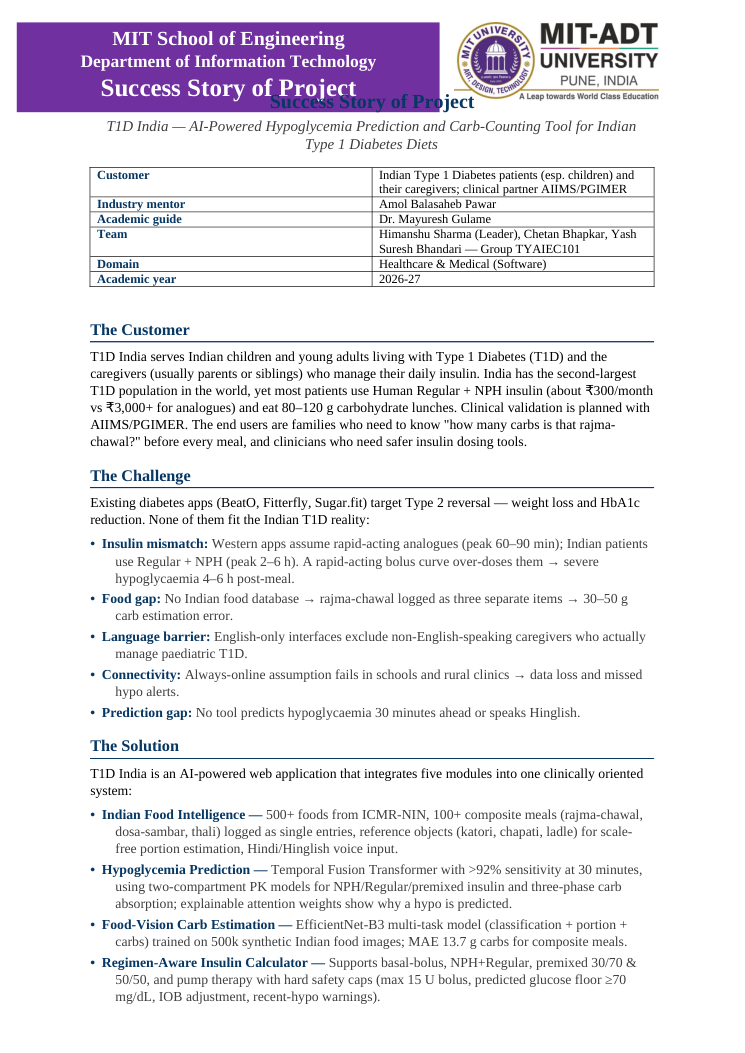 MIT School of Engineering
Department of Information Technology
Success Story of Project
MIT UNIVERSITY
ART, DESIGN, TECHNOLOGY
MIT-ADT
UNIVERSITY
PUNE, INDIA
A Leap towards World Class Education
Success Story of Project
T1D India — AI-Powered Hypoglycemia Prediction and Carb-Counting Tool for Indian
Type 1 Diabetes Diets
Customer
Indian Type 1 Diabetes patients (esp. children) and
their caregivers; clinical partner AIIMS/PGIMER
Industry mentor
Amol Balasaheb Pawar
Academic guide
Dr. Mayuresh Gulame
Team
Himanshu Sharma (Leader), Chetan Bhapkar, Yash
Suresh Bhandari — Group TYAIEC101
Domain
Healthcare & Medical (Software)
Academic year
2026-27
The Customer
T1D India serves Indian children and young adults living with Type 1 Diabetes (T1D) and the
caregivers (usually parents or siblings) who manage their daily insulin. India has the second-largest
T1D population in the world, yet most patients use Human Regular + NPH insulin (about ₹300/month
vs ₹3,000+ for analogues) and eat 80–120 g carbohydrate lunches. Clinical validation is planned with
AIIMS/PGIMER. The end users are families who need to know "how many carbs is that rajma-
chawal?" before every meal, and clinicians who need safer insulin dosing tools.
The Challenge
Existing diabetes apps (BeatO, Fitterfly, Sugar.fit) target Type 2 reversal — weight loss and HbA1c
reduction. None of them fit the Indian T1D reality:
• Insulin mismatch: Western apps assume rapid-acting analogues (peak 60–90 min); Indian patients
use Regular + NPH (peak 2–6 h). A rapid-acting bolus curve over-doses them → severe
hypoglycaemia 4–6 h post-meal.
• Food gap: No Indian food database → rajma-chawal logged as three separate items → 30–50 g
carb estimation error.
• Language barrier: English-only interfaces exclude non-English-speaking caregivers who actually
manage paediatric T1D.
• Connectivity: Always-online assumption fails in schools and rural clinics → data loss and missed
hypo alerts.
• Prediction gap: No tool predicts hypoglycaemia 30 minutes ahead or speaks Hinglish.
The Solution
T1D India is an AI-powered web application that integrates five modules into one clinically oriented
system:
• Indian Food Intelligence — 500+ foods from ICMR-NIN, 100+ composite meals (rajma-chawal,
dosa-sambar, thali) logged as single entries, reference objects (katori, chapati, ladle) for scale-
free portion estimation, Hindi/Hinglish voice input.
• Hypoglycemia Prediction — Temporal Fusion Transformer with >92% sensitivity at 30 minutes,
using two-compartment PK models for NPH/Regular/premixed insulin and three-phase carb
absorption; explainable attention weights show why a hypo is predicted.
• Food-Vision Carb Estimation — EfficientNet-B3 multi-task model (classification + portion +
carbs) trained on 500k synthetic Indian food images; MAE 13.7 g carbs for composite meals.
• Regimen-Aware Insulin Calculator — Supports basal-bolus, NPH+Regular, premixed 30/70 &
50/50, and pump therapy with hard safety caps (max 15 U bolus, predicted glucose floor ≥70
mg/dL, IOB adjustment, recent-hypo warnings).